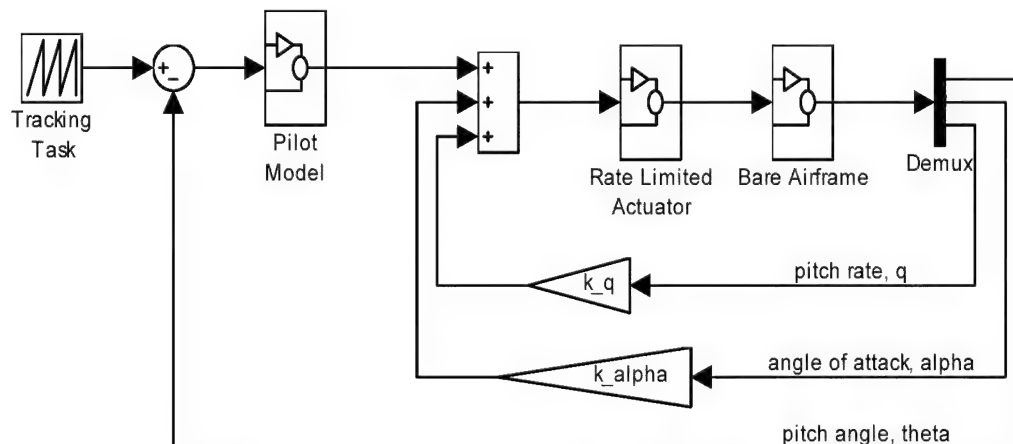 +
−
+
+
+
Tracking
Task
Pilot
Model
Rate Limited
Actuator
Bare Airframe
Demux
k_q
pitch rate, q
k_alpha
angle of attack, alpha
pitch angle, theta